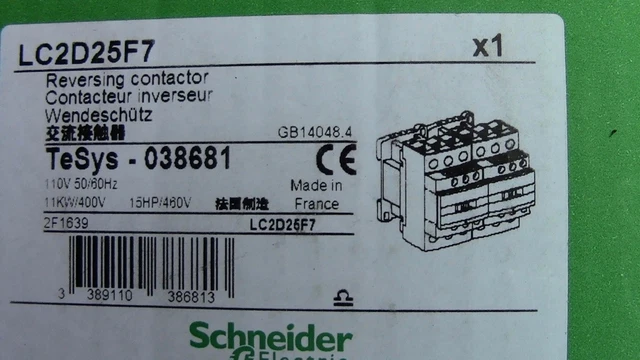 LC2D25F7 x1
Reversing contactor
Contacteur inverseur
Wendeschütz
交流接触器 GB14048.4
TeSys - 038681 CE
110V 50/60Hz Made in
11KW/400V 15HP/460V 法国制造 France
2F1639 LC2D25F7
3 389110 386813
Schneider
Electric